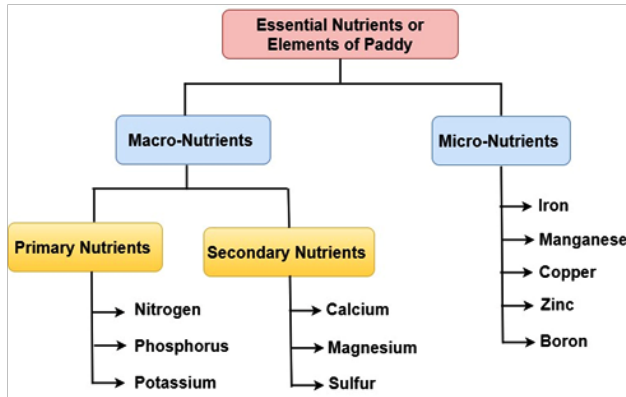 Essential Nutrients or
Elements of Paddy
Macro-Nutrients
Micro-Nutrients
Primary Nutrients
Secondary Nutrients
Nitrogen
Phosphorus
Potassium
Calcium
Magnesium
Sulfur
Iron
Manganese
Copper
Zinc
Boron